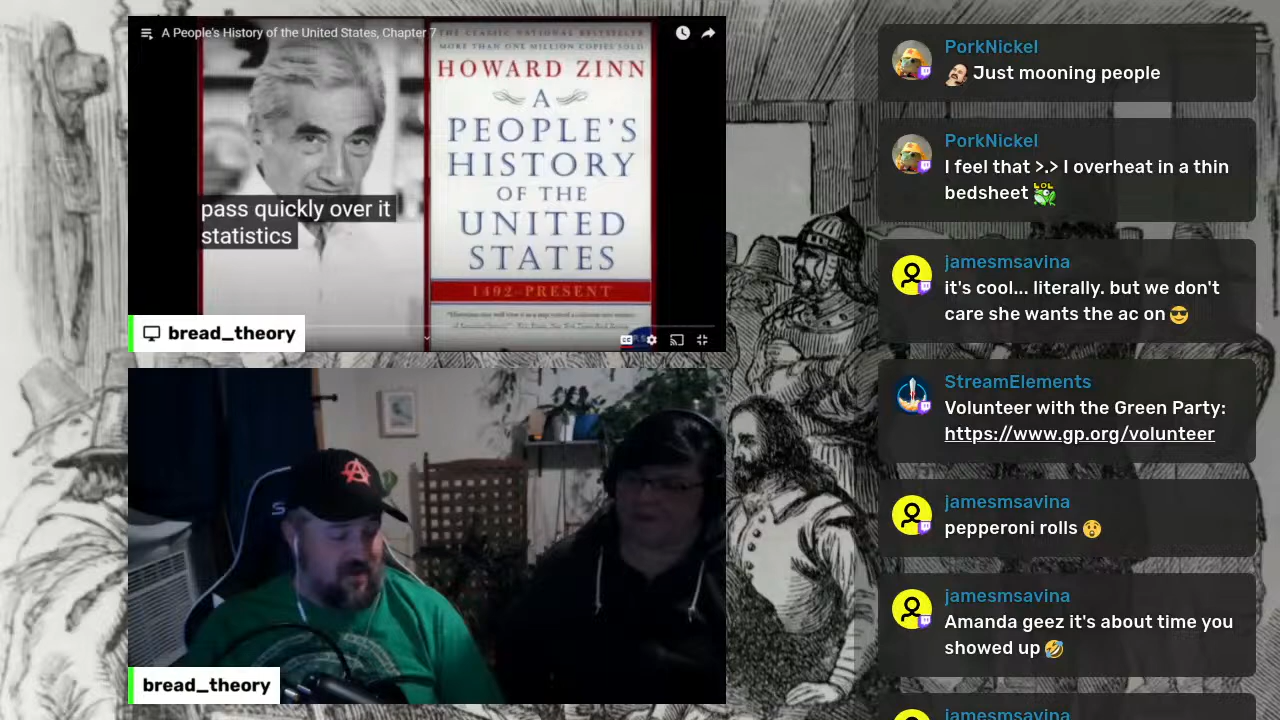 A People's History of the United States, Chapter 7
THE CLASSIC NATIONAL BESTSELLER
MORE THAN ONE MILLION COPIES SOLD
HOWARD ZINN
A
PEOPLE'S
HISTORY
OF THE
UNITED
STATES
1492–PRESENT
pass quickly over it
statistics
bread_theory
bread_theory
PorkNickel
Just mooning people
PorkNickel
I feel that >.> I overheat in a thin
bedsheet
jamesmsavina
it's cool... literally. but we don't
care she wants the ac on😎
StreamElements
Volunteer with the Green Party:
https://www.gp.org/volunteer
jamesmsavina
pepperoni rolls 😲
jamesmsavina
Amanda geez it's about time you
showed up 🤣
jamesmsavina